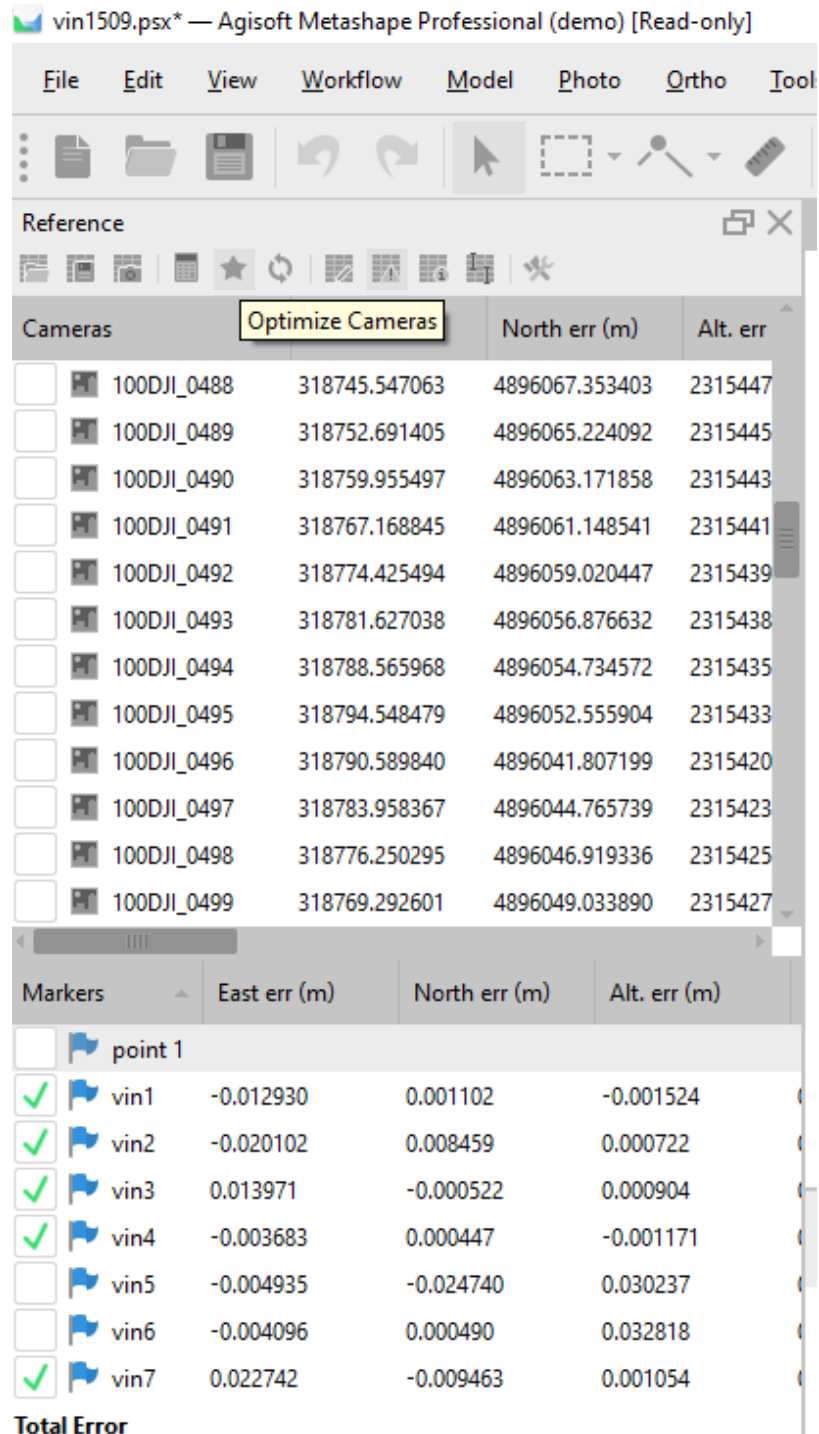 vin1509.psx* — Agisoft Metashape Professional (demo) [Read-only]
File Edit View Workflow Model Photo Ortho Tools
Reference
Optimize Cameras
Cameras North err (m) Alt. err
100DJI_0488 318745.547063 4896067.353403 2315447
100DJI_0489 318752.691405 4896065.224092 2315445
100DJI_0490 318759.955497 4896063.171858 2315443
100DJI_0491 318767.168845 4896061.148541 2315441
100DJI_0492 318774.425494 4896059.020447 2315439
100DJI_0493 318781.627038 4896056.876632 2315438
100DJI_0494 318788.565968 4896054.734572 2315435
100DJI_0495 318794.548479 4896052.555904 2315433
100DJI_0496 318790.589840 4896041.807199 2315420
100DJI_0497 318783.958367 4896044.765739 2315423
100DJI_0498 318776.250295 4896046.919336 2315425
100DJI_0499 318769.292601 4896049.033890 2315427
Markers East err (m) North err (m) Alt. err (m)
point 1
vin1 -0.012930 0.001102 -0.001524
vin2 -0.020102 0.008459 0.000722
vin3 0.013971 -0.000522 0.000904
vin4 -0.003683 0.000447 -0.001171
vin5 -0.004935 -0.024740 0.030237
vin6 -0.004096 0.000490 0.032818
vin7 0.022742 -0.009463 0.001054
Total Error